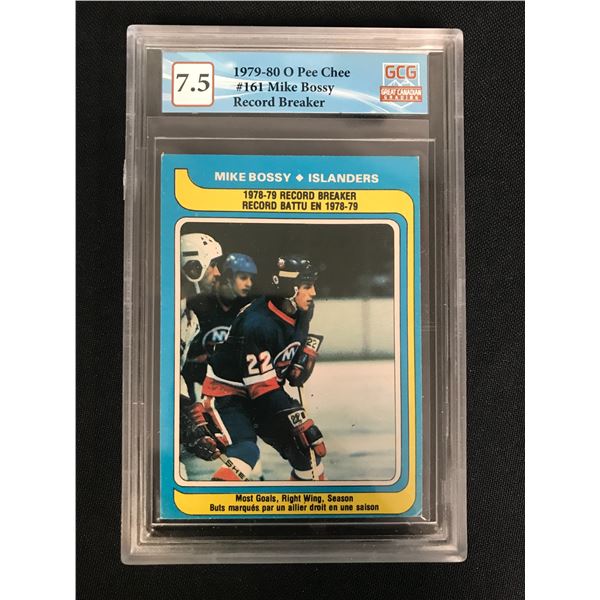 7.5
1979-80 O Pee Chee
#161 Mike Bossy
Record Breaker
GCG
GREAT CANADIAN
GRADING
MIKE BOSSY ◆ ISLANDERS
1978-79 RECORD BREAKER
RECORD BATTU EN 1978-79
NY
22
22
22
SHER
Most Goals, Right Wing, Season
Buts marqués par un ailier droit en une saison